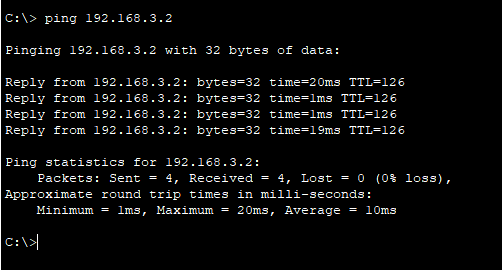 C:\> ping 192.168.3.2
Pinging 192.168.3.2 with 32 bytes of data:
Reply from 192.168.3.2: bytes=32 time=20ms TTL=126
Reply from 192.168.3.2: bytes=32 time=1ms TTL=126
Reply from 192.168.3.2: bytes=32 time=1ms TTL=126
Reply from 192.168.3.2: bytes=32 time=19ms TTL=126
Ping statistics for 192.168.3.2:
Packets: Sent = 4, Received = 4, Lost = 0 (0% loss),
Approximate round trip times in milli-seconds:
Minimum = 1ms, Maximum = 20ms, Average = 10ms
C:\>